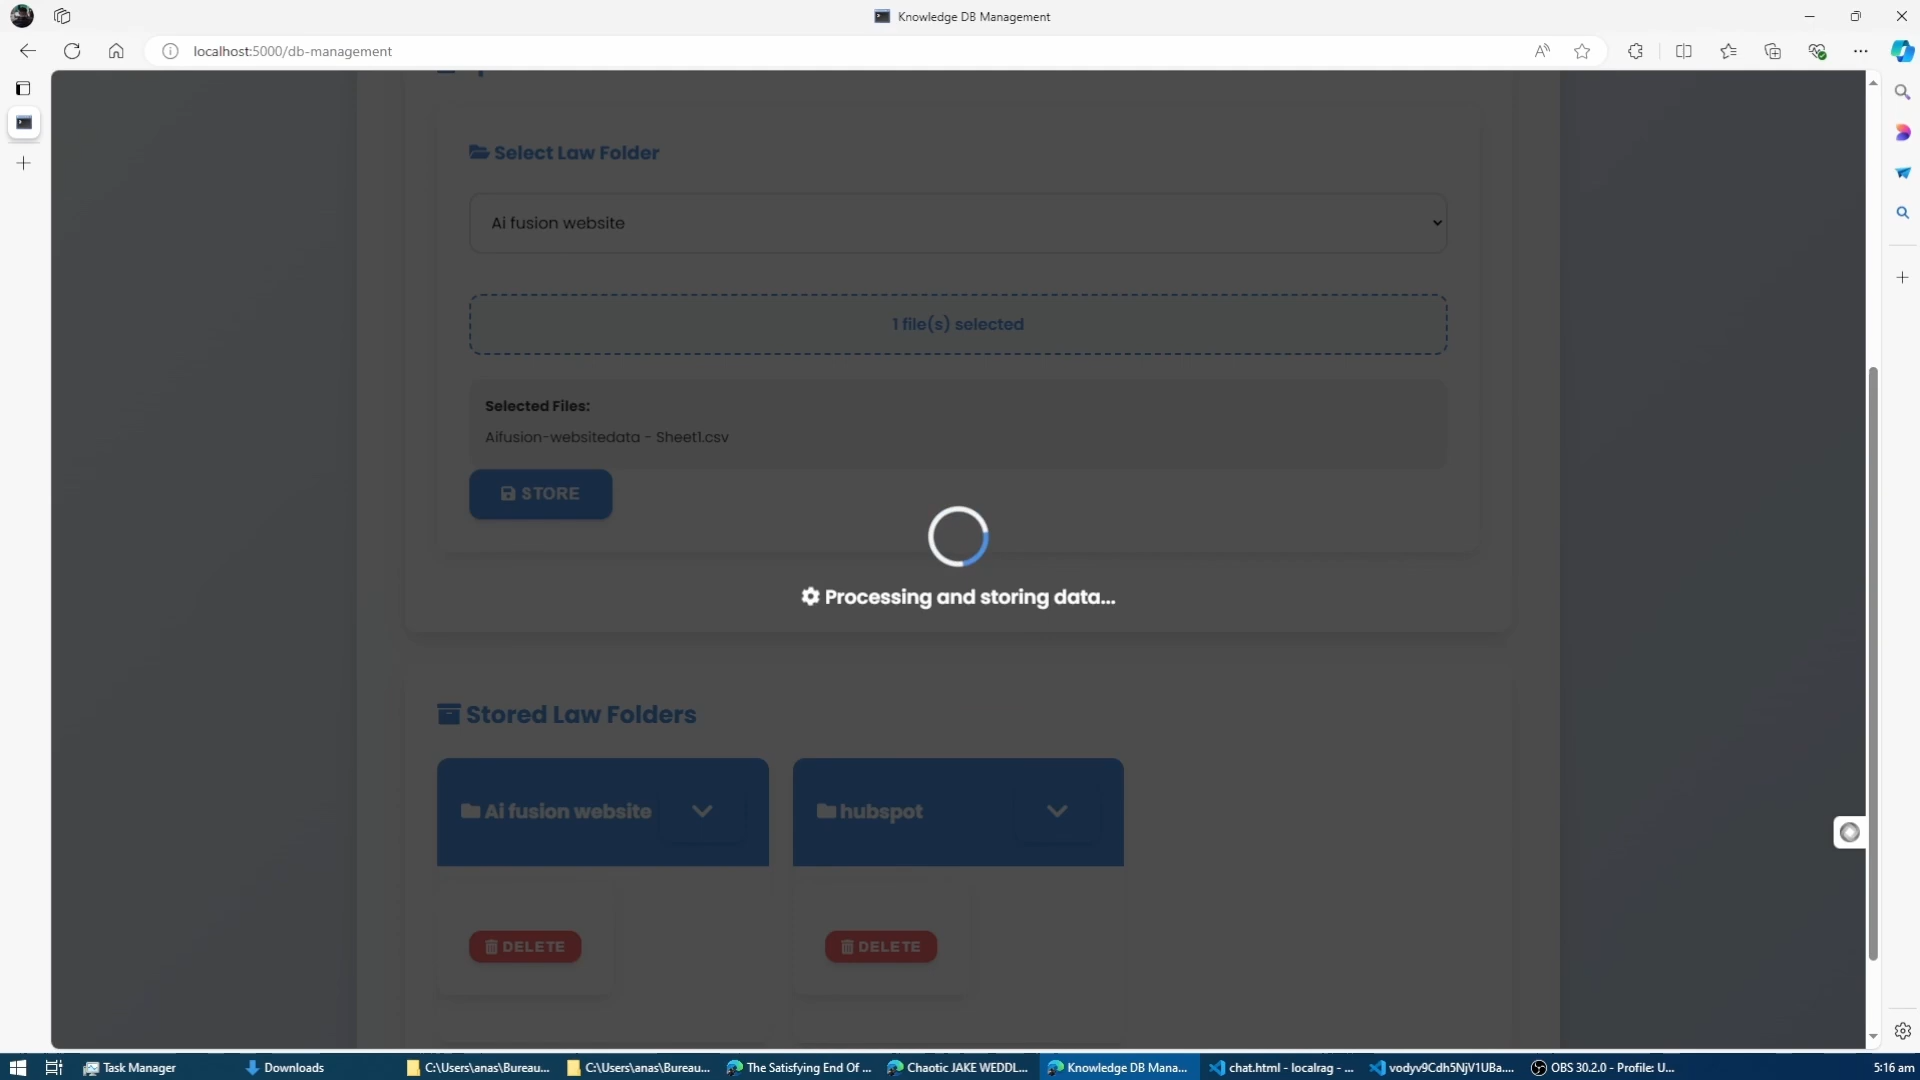 Knowledge DB Management
localhost:5000/db-management
Select Law Folder
Ai fusion website
1 file(s) selected
Selected Files:
Aifusion-websitedata - Sheet1.csv
STORE
Processing and storing data...
Stored Law Folders
Ai fusion website
hubspot
DELETE
DELETE
Task Manager
Downloads
C:\Users\anas\Bureau...
C:\Users\anas\Bureau...
The Satisfying End Of ...
Chaotic JAKE WEDDL...
Knowledge DB Mana...
chat.html - localrag - ...
vodyv9Cdh5NjV1UBa....
OBS 30.2.0 - Profile: U...
5:16 am